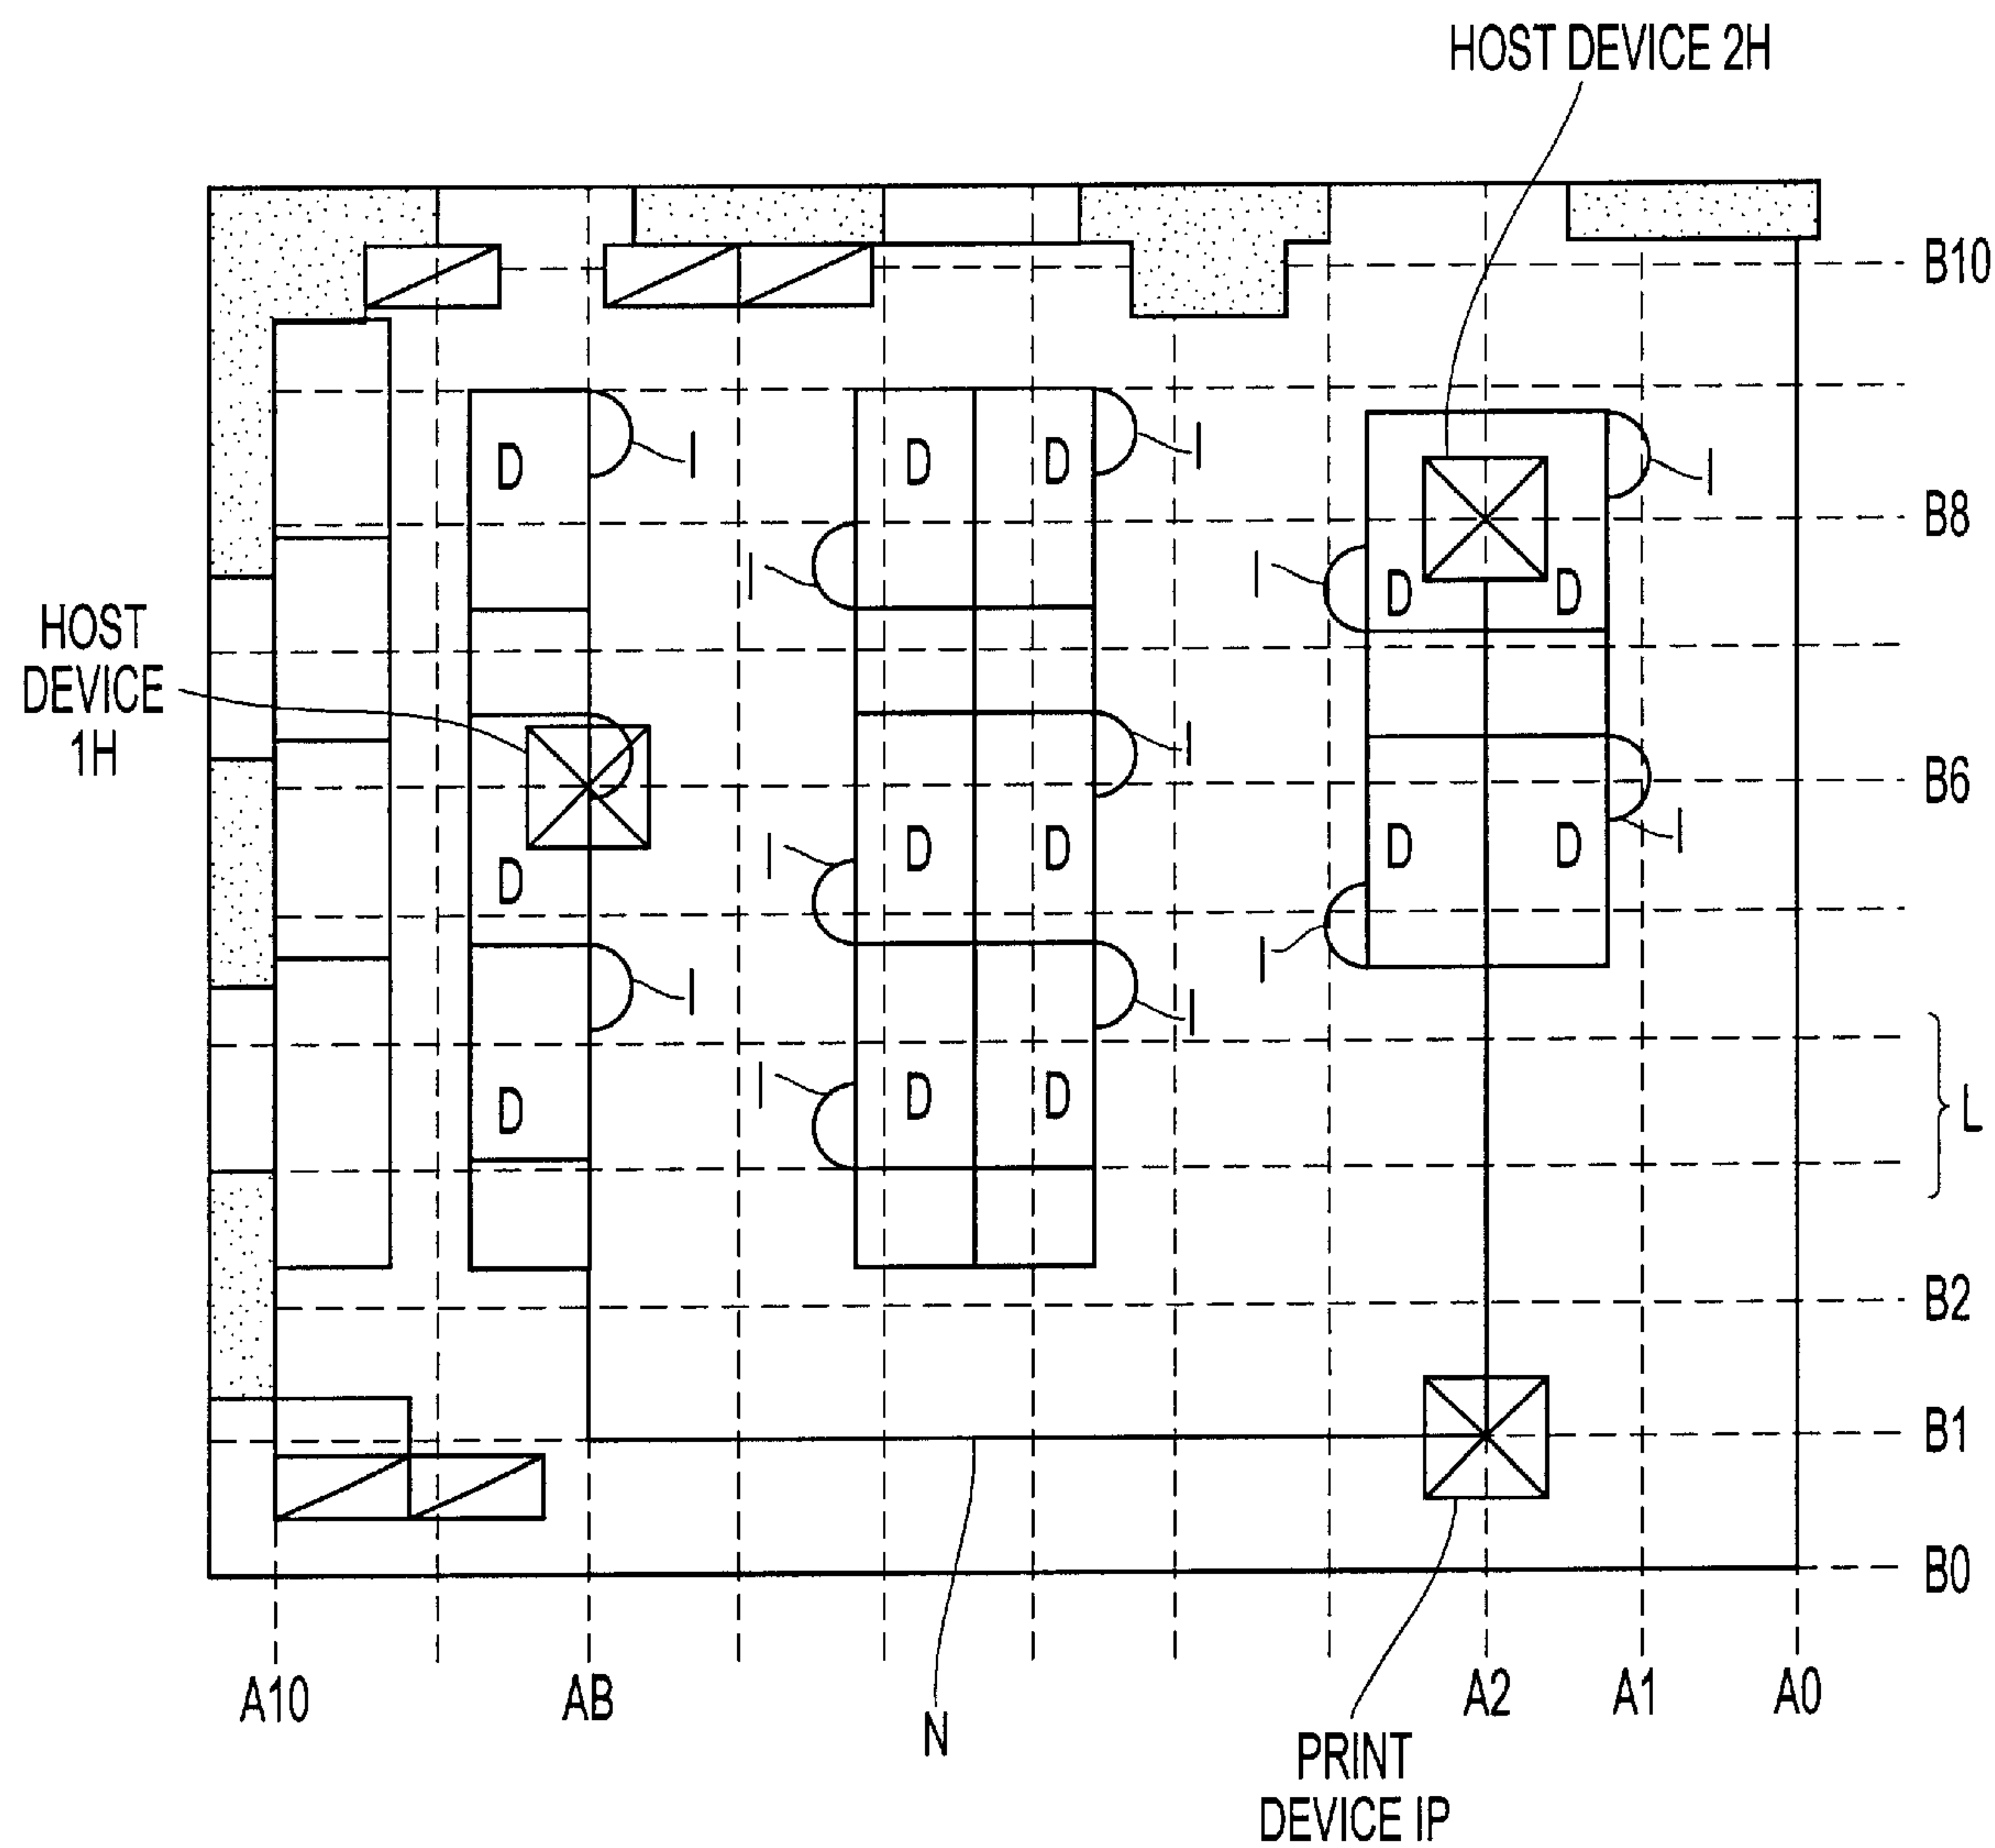 HOST DEVICE 2H
B10
D I D D I I
B8
I I D D
HOST
DEVICE
1H
I
B6
D I D D D D I
I I I
I D D D L
B2
B1
B0
A10 AB A2 A1 A0
N
PRINT
DEVICE IP